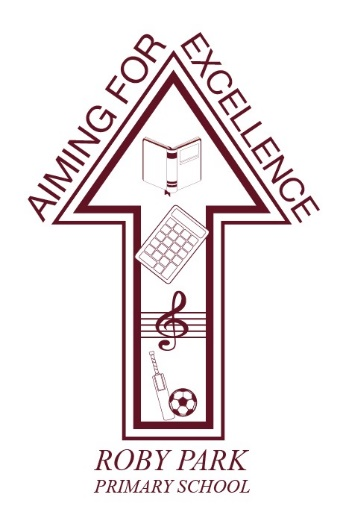 AIMING FOR
EXCELLENCE
ROBY PARK
PRIMARY SCHOOL